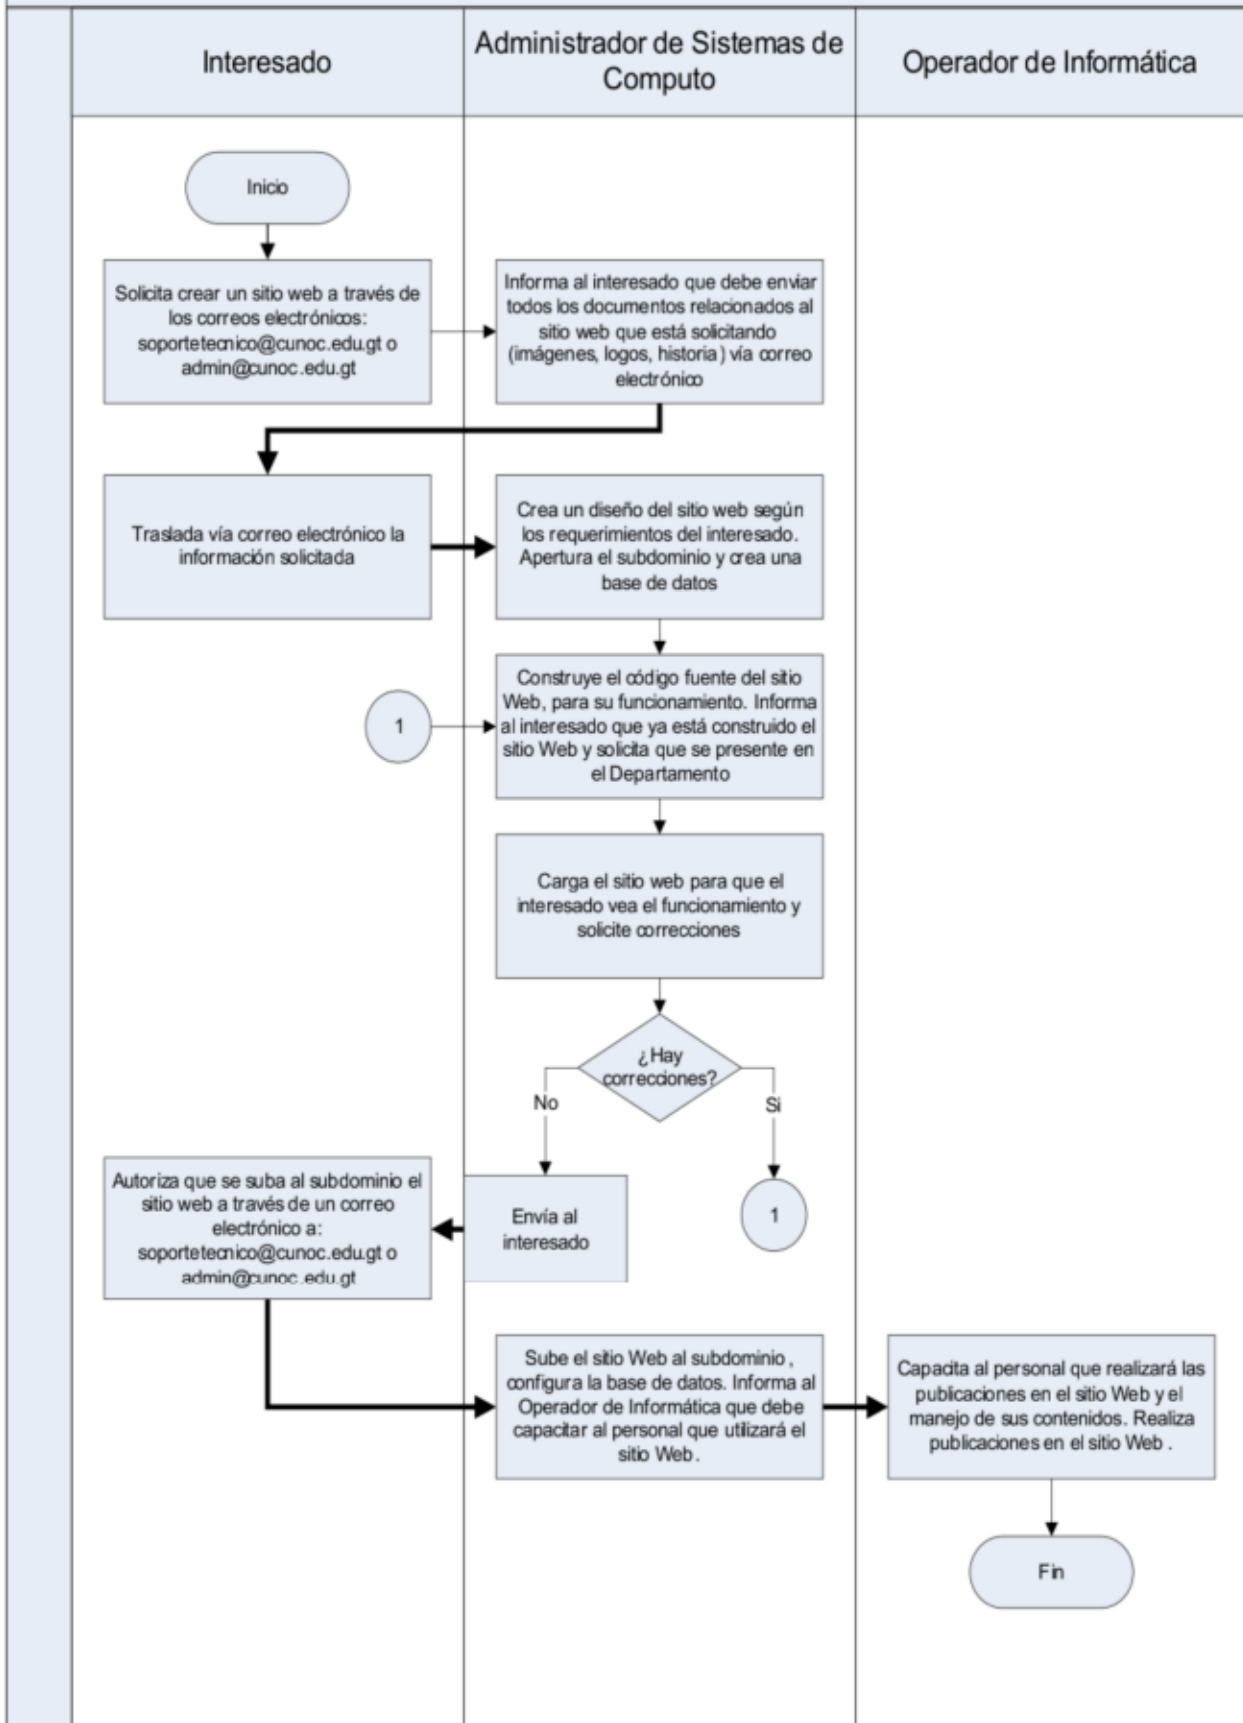 Interesado
Administrador de Sistemas de
Computo
Operador de Informática
Inicio
Solicita crear un sitio web a través de
los correos electrónicos:
soportetecnico@cunoc.edu.gt o
admin@cunoc.edu.gt
Informa al interesado que debe enviar
todos los documentos relacionados al
sitio web que está solicitando
(imágenes, logos, historia) vía correo
electrónico
Traslada vía correo electrónico la
información solicitada
Crea un diseño del sitio web según
los requerimientos del interesado.
Apertura el subdominio y crea una
base de datos
1
Construye el código fuente del sitio
Web, para su funcionamiento. Informa
al interesado que ya está construido el
sitio Web y solicita que se presente en
el Departamento
Carga el sitio web para que el
interesado vea el funcionamiento y
solicite correcciones
¿Hay
correcciones?
No
Si
Autoriza que se suba al subdominio el
sitio web a través de un correo
electrónico a:
soportetecnico@cunoc.edu.gt o
admin@cunoc.edu.gt
Envía al
interesado
1
Sube el sitio Web al subdominio,
configura la base de datos. Informa al
Operador de Informática que debe
capacitar al personal que utilizará el
sitio Web.
Capacita al personal que realizará las
publicaciones en el sitio Web y el
manejo de sus contenidos. Realiza
publicaciones en el sitio Web.
Fin